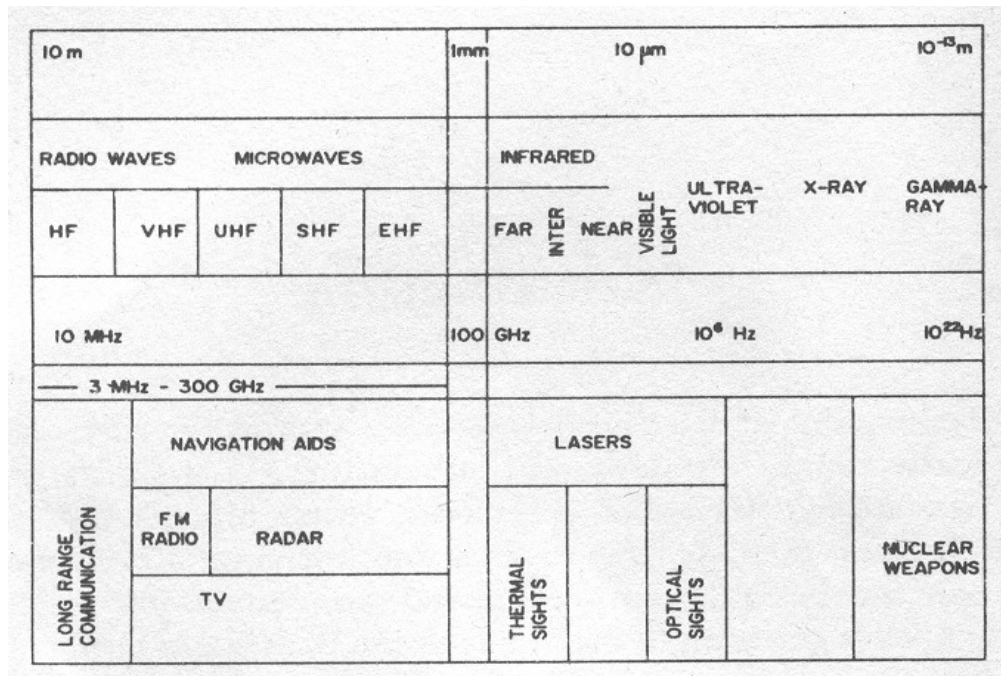 10 m 1mm 10 μm 10⁻¹³m
RADIO WAVES MICROWAVES INFRARED
ULTRA-
VIOLET
X-RAY
GAMMA-
RAY
HF VHF UHF SHF EHF FAR INTER NEAR VISIBLE
LIGHT
10 MHz 100 GHz 10⁶ Hz 10²²Hz
3 MHz - 300 GHz
NAVIGATION AIDS LASERS
LONG RANGE
COMMUNICATION
FM
RADIO
RADAR
TV
THERMAL
SIGHTS
OPTICAL
SIGHTS
NUCLEAR
WEAPONS